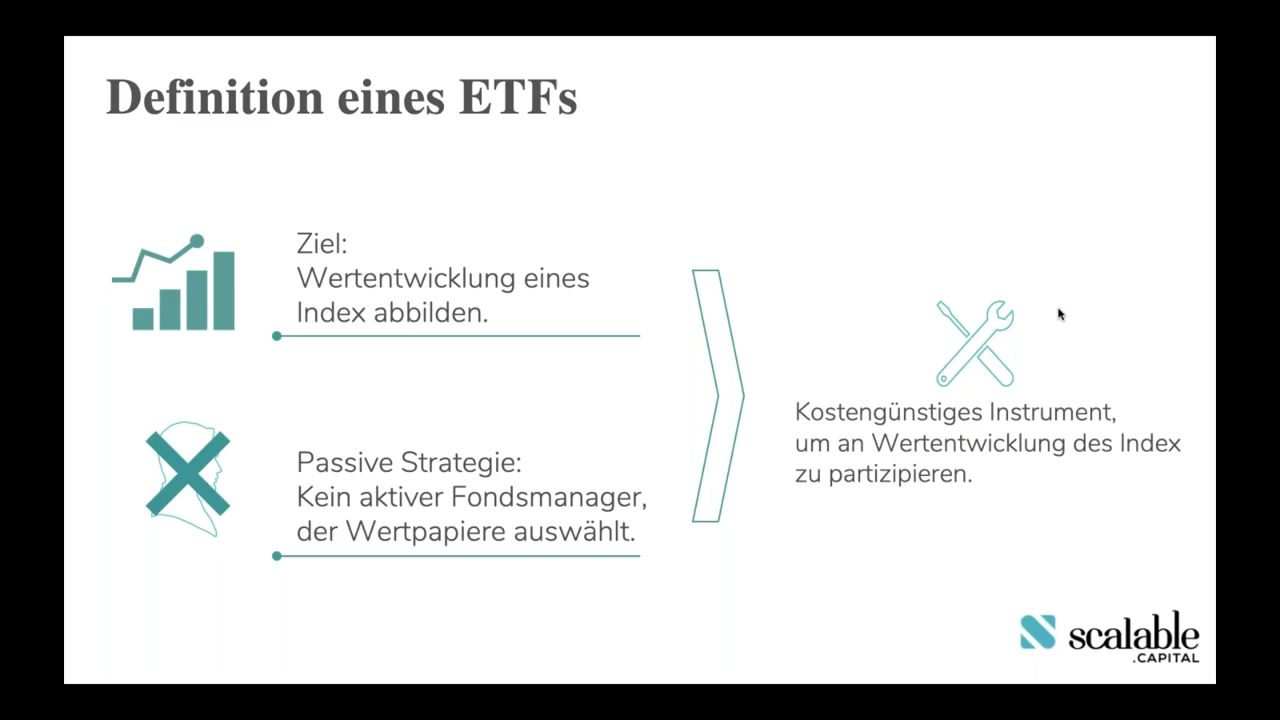 Definition eines ETFs
Ziel:
Wertentwicklung eines
Index abbilden.
Passive Strategie:
Kein aktiver Fondsmanager,
der Wertpapiere auswählt.
Kostengünstiges Instrument,
um an Wertentwicklung des Index
zu partizipieren.
scalable
.CAPITAL